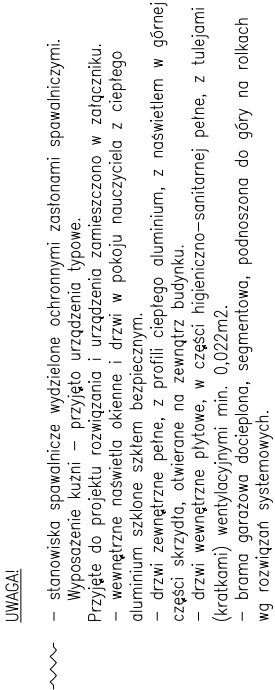 UWAGA!
– stanowiska spawalnicze wydzielone ochronnymi zasłonami spawalniczymi.
Wyposażenie kuźni – przyjęto urządzenia typowe.
Przyjęte do projektu rozwiązania i urządzenia zamieszczono w załączniku.
– wewnętrzne naświetla okienne i drzwi w pokoju nauczyciela z ciepłego
aluminium szklone szkłem bezpiecznym.
– drzwi zewnętrzne pełne, z profili ciepłego aluminium, z naświetlem w górnej
części skrzydła, otwierane na zewnątrz budynku.
– drzwi wewnętrzne płytowe, w części higieniczno–sanitarnej pełne, z tulejami
(kratkami) wentylacyjnymi min. 0,022m2.
– brama garażowa docieplona, segmentowa, podnoszona do góry na rolkach
wg rozwiązań systemowych.